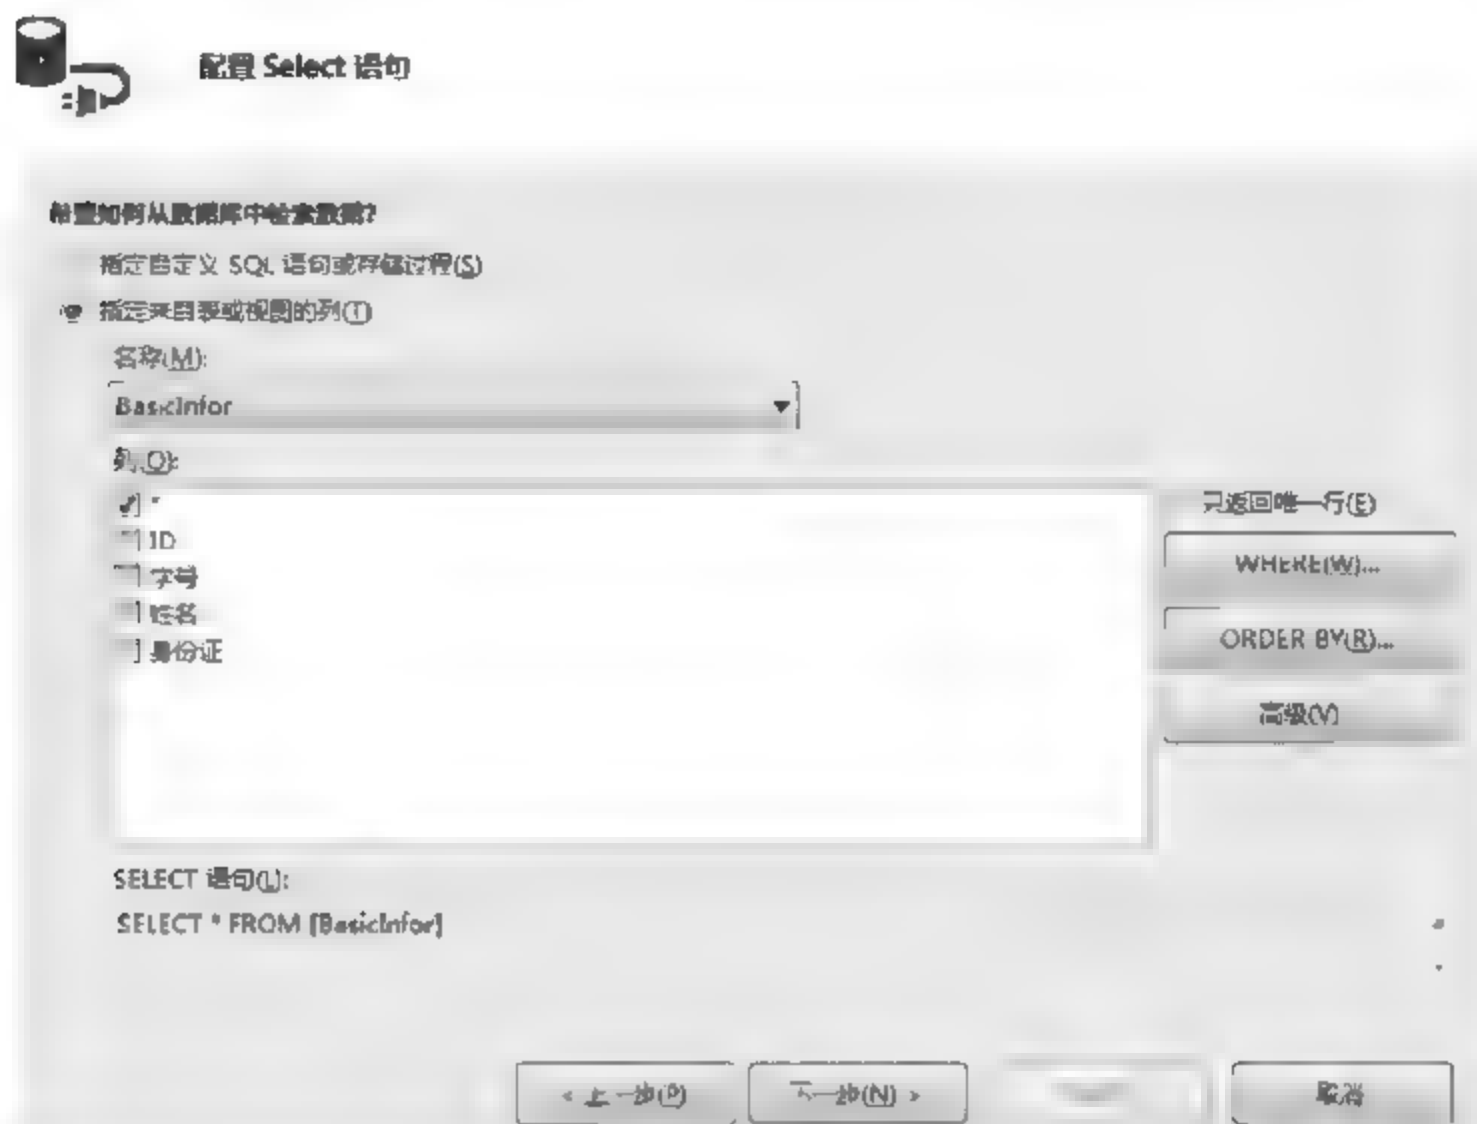 配置 Select 语句
希望如何从数据库中检索数据?
指定自定义 SQL 语句或存储过程(S)
指定来自表或视图的列(T)
名称(M):
BasicInfor
列(O):
*
只返回唯一行(E)
ID
WHERE(W)...
字号
姓名
ORDER BY(R)...
身份证
高级(V)
SELECT 语句(L):
SELECT * FROM [BasicInfor]
< 上一步(P)
下一步(N) >
取消